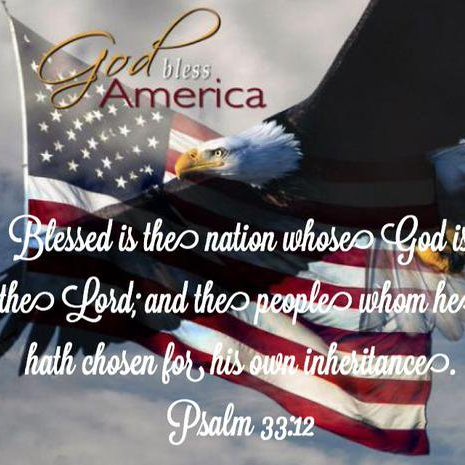 God bless
America
Blessed is the nation whose God is
the Lord; and the people whom he
hath chosen for his own inheritance.
Psalm 33:12